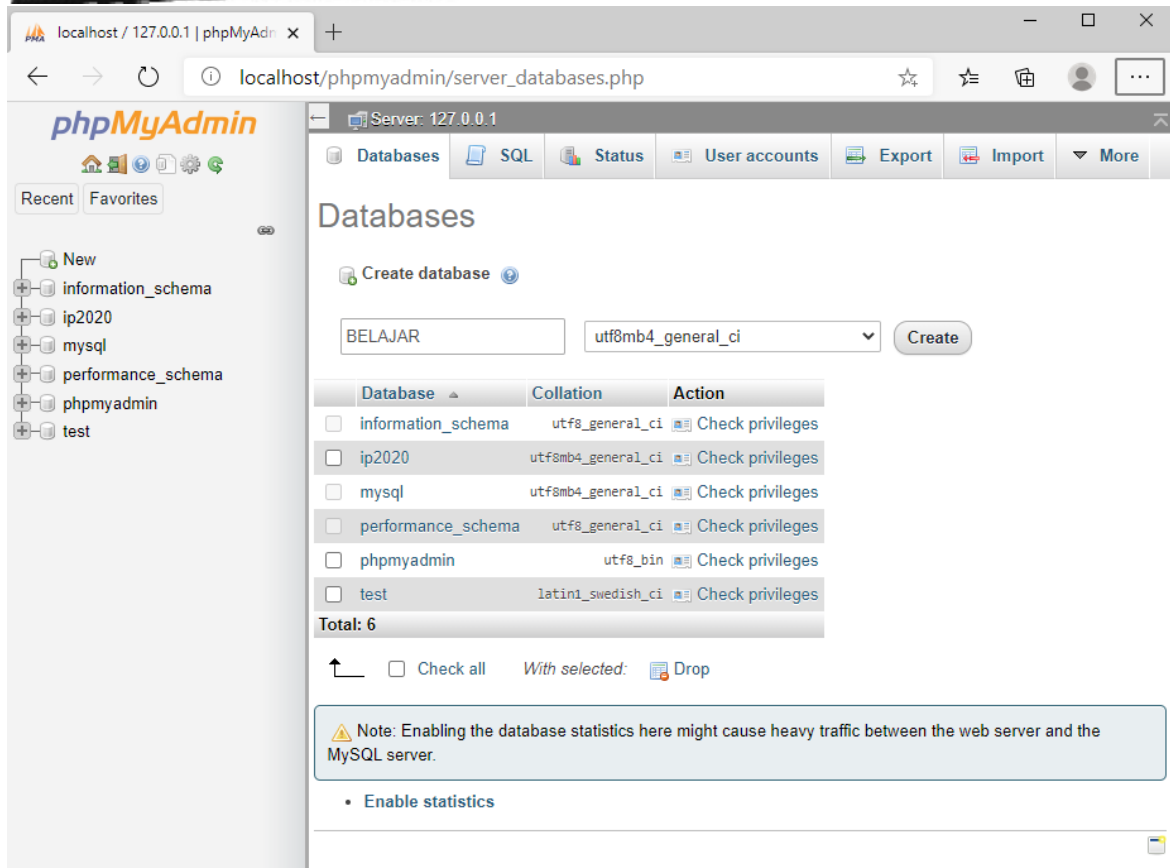 localhost / 127.0.0.1 | phpMyAdn
localhost/phpmyadmin/server_databases.php
phpMyAdmin
Recent Favorites
New
information_schema
ip2020
mysql
performance_schema
phpmyadmin
test
Server: 127.0.0.1
Databases SQL Status User accounts Export Import More
Databases
Create database
BELAJAR utf8mb4_general_ci Create
Database Collation Action
information_schema utf8_general_ci Check privileges
ip2020 utf8mb4_general_ci Check privileges
mysql utf8mb4_general_ci Check privileges
performance_schema utf8_general_ci Check privileges
phpmyadmin utf8_bin Check privileges
test latin1_swedish_ci Check privileges
Total: 6
Check all With selected: Drop
Note: Enabling the database statistics here might cause heavy traffic between the web server and the
MySQL server.
• Enable statistics